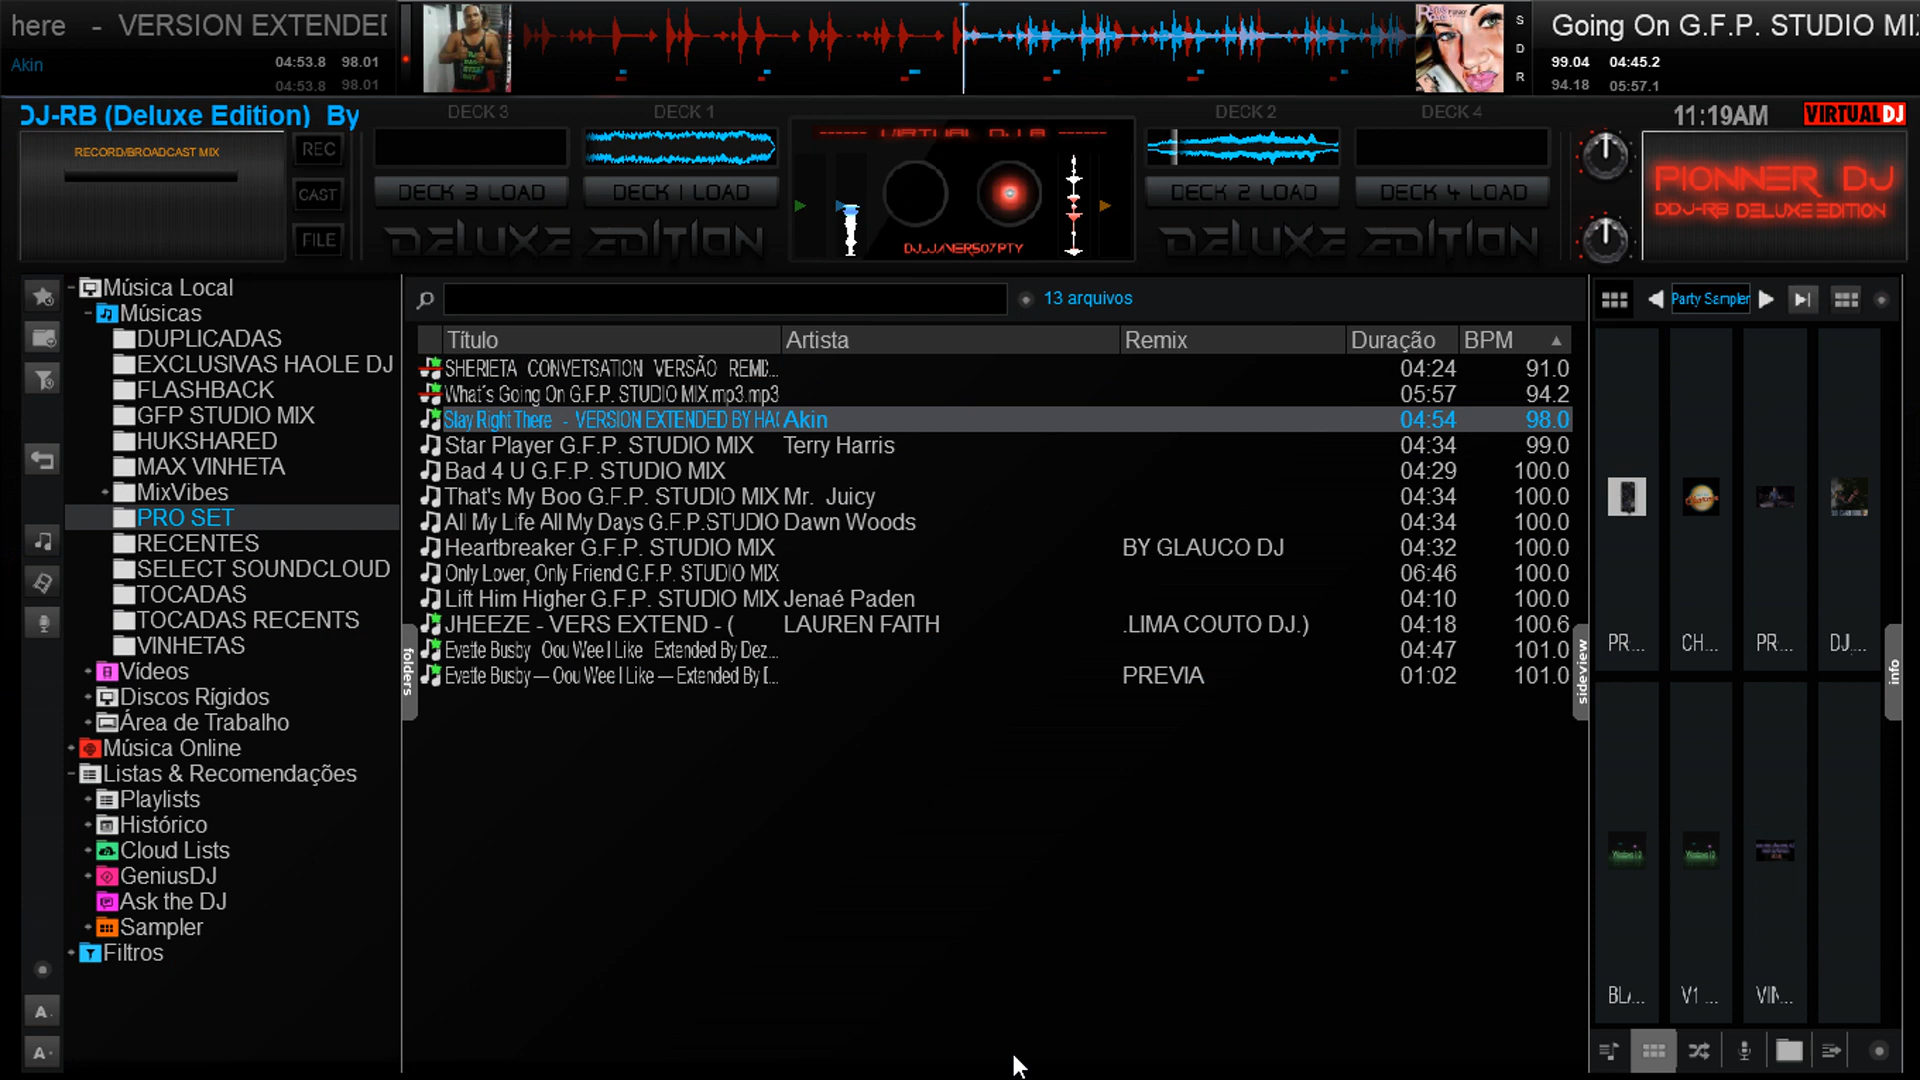 here - VERSION EXTENDED
Akin
04:53.8 98.01
04:53.8 98.01
S
D
R
Going On G.F.P. STUDIO MI
99.04 04:45.2
94.18 05:57.1
DJ-RB (Deluxe Edition) By
DECK 3
DECK 1
VIRTUAL DJ 8
DECK 2
DECK 4
11:19AM
VIRTUALDJ
RECORD/BROADCAST MIX
REC
CAST
FILE
DECK 3 LOAD
DECK 1 LOAD
DECK 2 LOAD
DECK 4 LOAD
DELUXE EDITION
DJ_JAVIER507PTY
DELUXE EDITION
PIONNER DJ
DDJ-RB DELUXE EDITION
Música Local
Músicas
DUPLICADAS
EXCLUSIVAS HAOLE DJ
FLASHBACK
GFP STUDIO MIX
HUKSHARED
MAX VINHETA
MixVibes
PRO SET
RECENTES
SELECT SOUNDCLOUD
TOCADAS
TOCADAS RECENTS
VINHETAS
Vídeos
Discos Rígidos
Área de Trabalho
Música Online
Listas & Recomendações
Playlists
Histórico
Cloud Lists
GeniusDJ
Ask the DJ
Sampler
Filtros
A
A
folders
13 arquivos
Título Artista Remix Duração BPM
SHERIETA CONVETSATION VERSÃO REMIX... 04:24 91.0
What´s Going On G.F.P. STUDIO MIX.mp3.mp3 05:57 94.2
Slay Right There - VERSION EXTENDED BY HAO Akin 04:54 98.0
Star Player G.F.P. STUDIO MIX Terry Harris 04:34 99.0
Bad 4 U G.F.P. STUDIO MIX 04:29 100.0
That's My Boo G.F.P. STUDIO MIX Mr. Juicy 04:34 100.0
All My Life All My Days G.F.P.STUDIO Dawn Woods 04:34 100.0
Heartbreaker G.F.P. STUDIO MIX BY GLAUCO DJ 04:32 100.0
Only Lover, Only Friend G.F.P. STUDIO MIX 06:46 100.0
Lift Him Higher G.F.P. STUDIO MIX Jenaé Paden 04:10 100.0
JHEEZE - VERS EXTEND - ( LAUREN FAITH .LIMA COUTO DJ.) 04:18 100.6
Evette Busby Oou Wee I Like Extended By Dez... 04:47 101.0
Evette Busby — Oou Wee I Like — Extended By D... PREVIA 01:02 101.0
sideview
Party Sampler
PR...
CH...
PR...
DJ,...
BL/...
V1 ...
VIN...
info